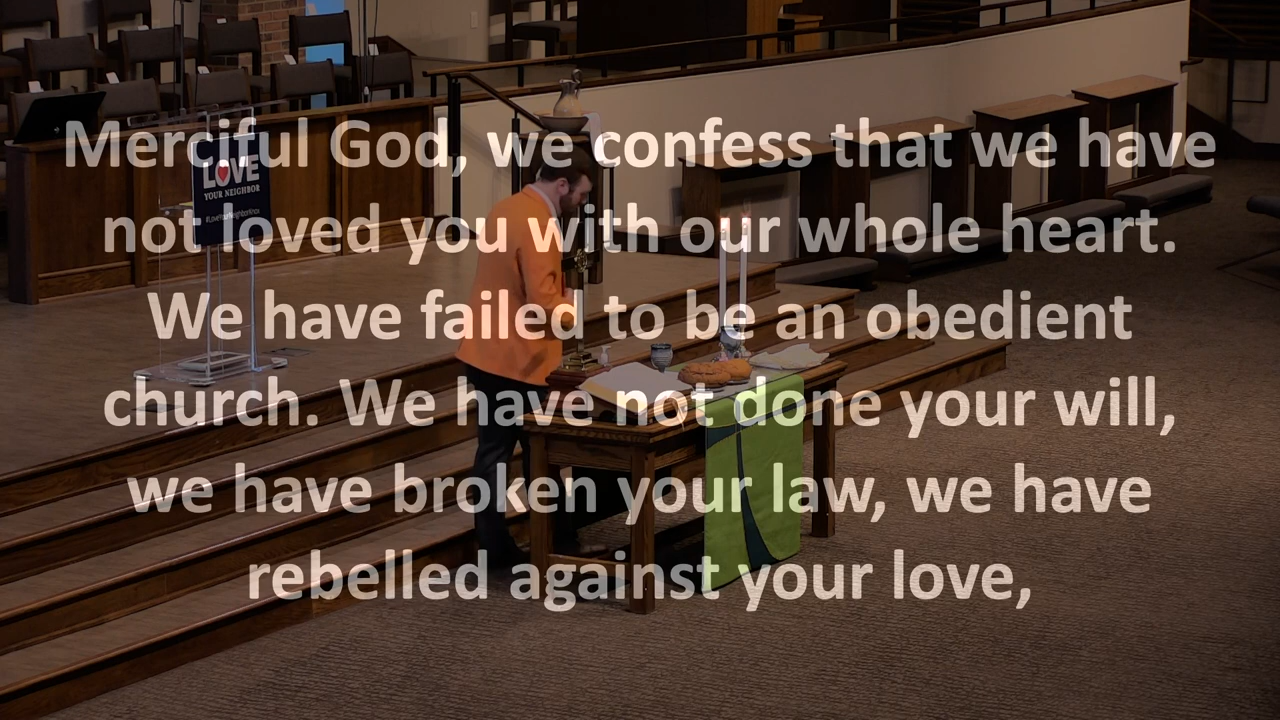 Merciful God, we confess that we have
not loved you with our whole heart.
We have failed to be an obedient
church. We have not done your will,
we have broken your law, we have
rebelled against your love,
LOVE
YOUR NEIGHBOR
#LoveYourNeighborKnox